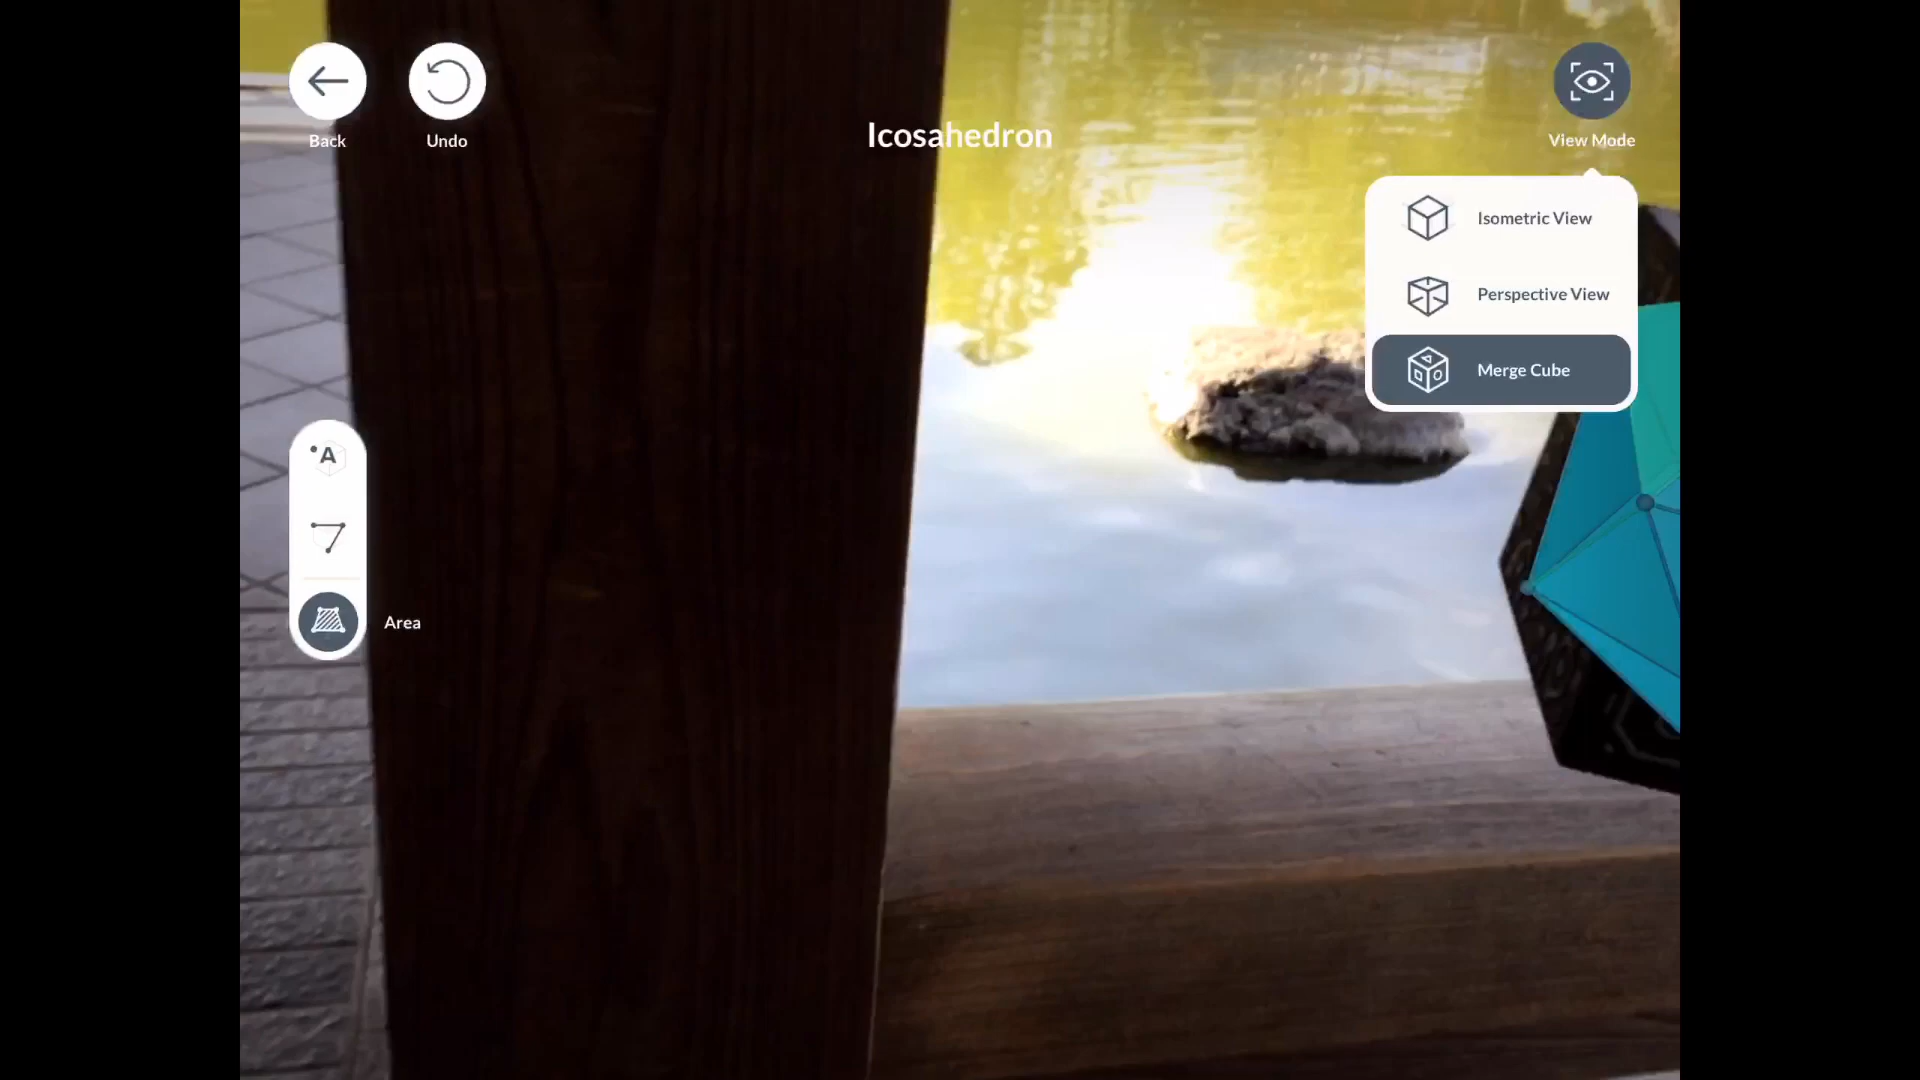 Back
Undo
Icosahedron
View Mode
Isometric View
Perspective View
Merge Cube
A
Area